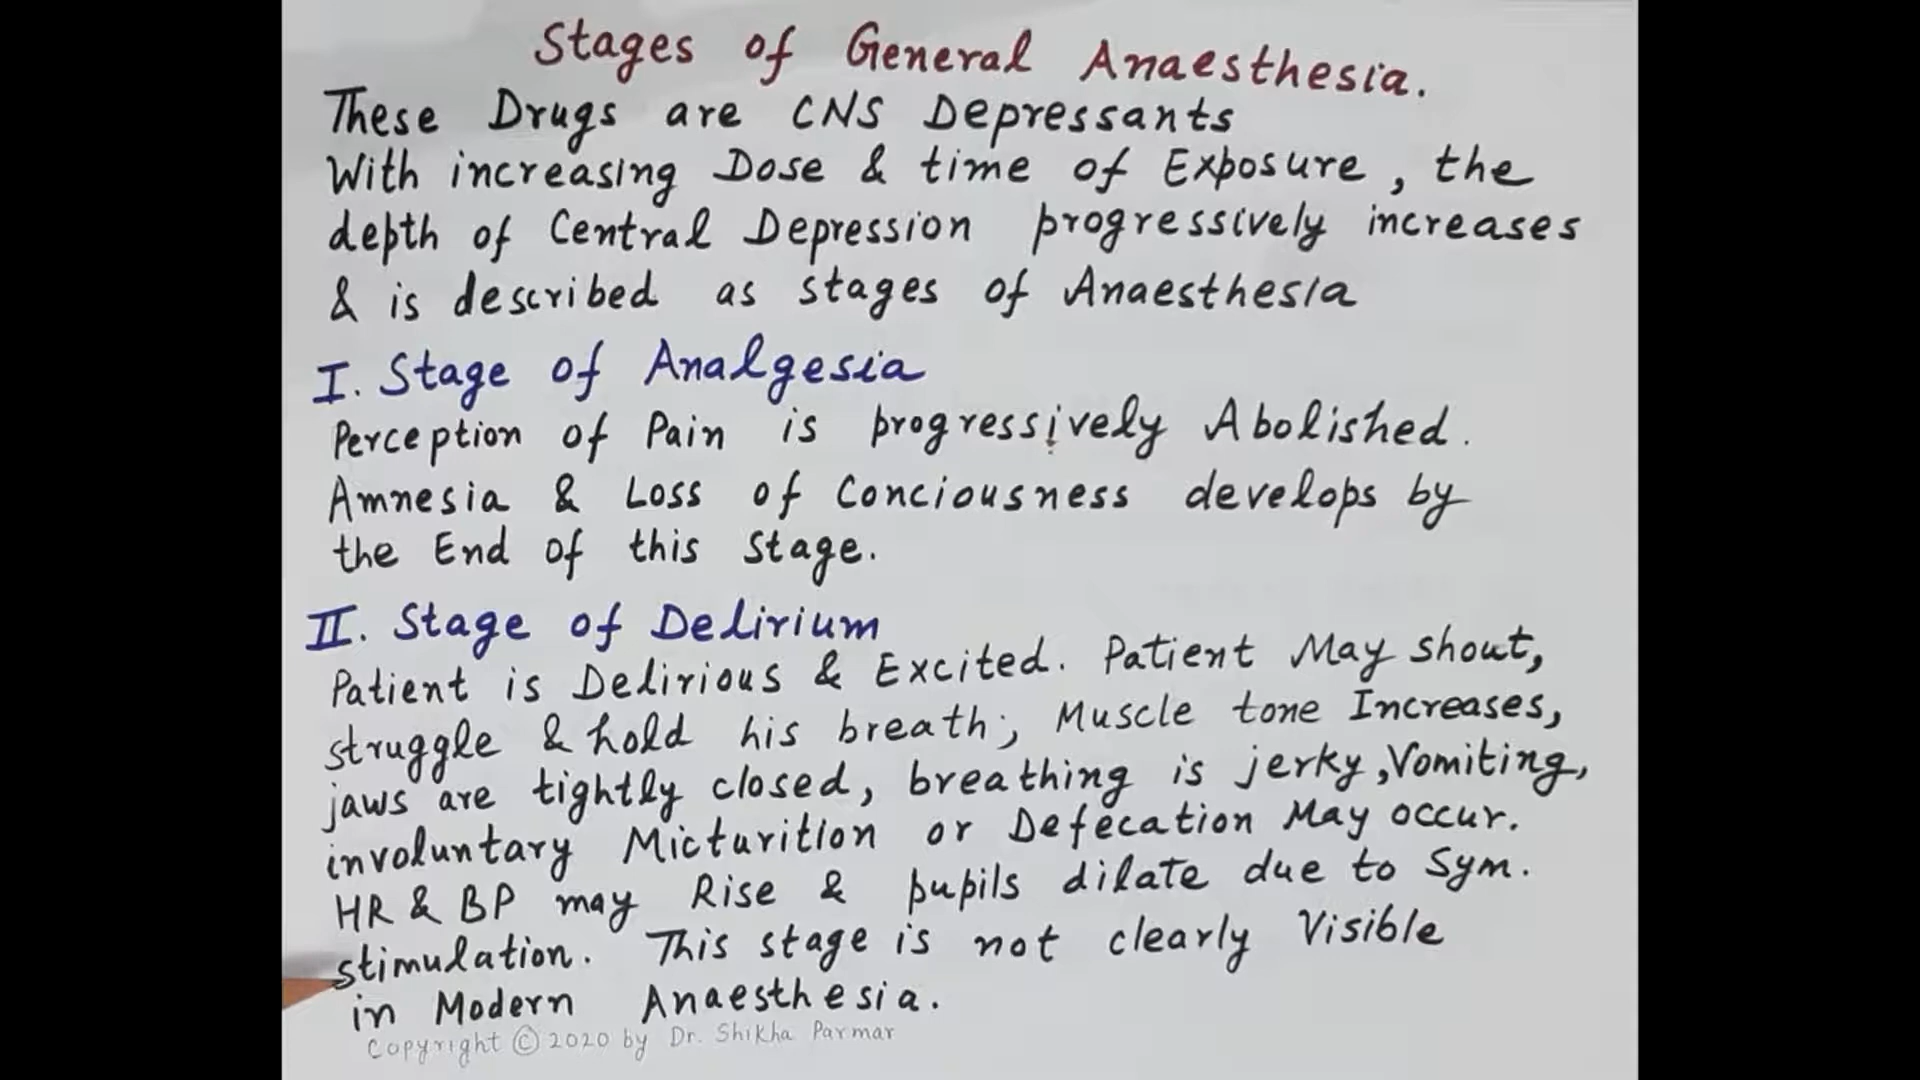 Stages of General Anaesthesia.
These Drugs are CNS Depressants
With increasing Dose & time of Exposure, the
depth of Central Depression progressively increases
& is described as stages of Anaesthesia
I. Stage of Analgesia
Perception of Pain is progressively Abolished.
Amnesia & Loss of Conciousness develops by
the End of this Stage.
II. Stage of Delirium
Patient is Delirious & Excited. Patient May shout,
struggle & hold his breath; Muscle tone Increases,
jaws are tightly closed, breathing is jerky, Vomiting,
involuntary Micturition or Defecation May occur.
HR & BP may Rise & pupils dilate due to Sym.
stimulation. This stage is not clearly Visible
in Modern Anaesthesia.
Copyright © 2020 by Dr. Shikha Parmar